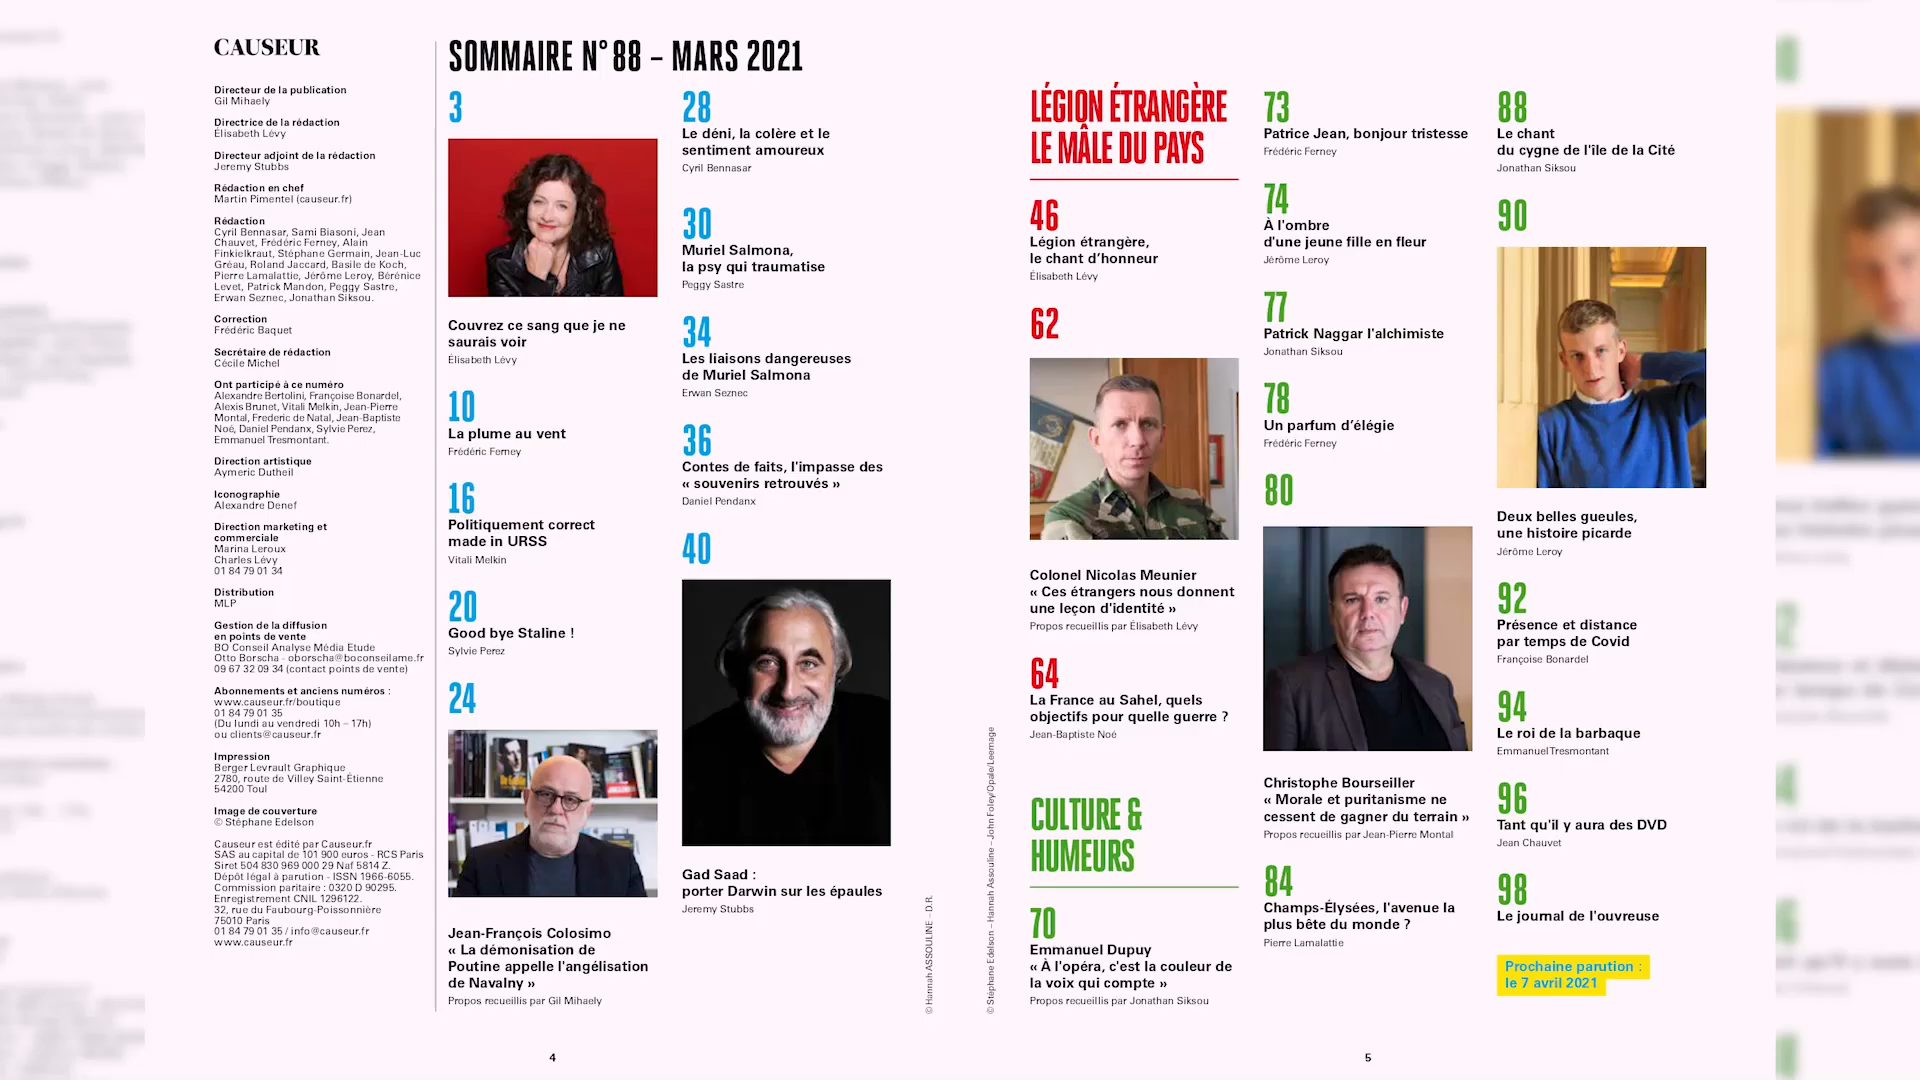 CAUSEUR
Directeur de la publication
Gil Mihaely
Directrice de la rédaction
Élisabeth Lévy
Directeur adjoint de la rédaction
Jeremy Stubbs
Rédaction en chef
Martin Pimentel (causeur.fr)
Rédaction
Cyril Bennasar, Sami Biasoni, Jean
Chauvet, Frédéric Ferney, Alain
Finkielkraut, Stéphane Germain, Jean-Luc
Gréau, Roland Jaccard, Basile de Koch,
Pierre Lamalattie, Jérôme Leroy, Bérénice
Levet, Patrick Mandon, Peggy Sastre,
Erwan Seznec, Jonathan Siksou.
Correction
Frédéric Baquet
Secrétaire de rédaction
Cécile Michel
Ont participé à ce numéro
Alexandre Bertolini, Françoise Bonardel,
Alexis Brunet, Vitali Melkin, Jean-Pierre
Montal, Frederic de Natal, Jean-Baptiste
Noé, Daniel Pendanx, Sylvie Perez,
Emmanuel Tresmontant.
Direction artistique
Aymeric Dutheil
Iconographie
Alexandre Denef
Direction marketing et
commerciale
Marina Leroux
Charles Lévy
01 84 79 01 34
Distribution
MLP
Gestion de la diffusion
en points de vente
BO Conseil Analyse Média Etude
Otto Borscha - oborscha@boconseilame.fr
09 67 32 09 34 (contact points de vente)
Abonnements et anciens numéros :
www.causeur.fr/boutique
01 84 79 01 35
(Du lundi au vendredi 10h – 17h)
ou clients@causeur.fr
Impression
Berger Levrault Graphique
2780, route de Villey Saint-Étienne
54200 Toul
Image de couverture
© Stéphane Edelson
Causeur est édité par Causeur.fr
SAS au capital de 101 900 euros - RCS Paris
Siret 504 830 969 000 29 Naf 5814 Z.
Dépôt légal à parution - ISSN 1966-6055.
Commission paritaire : 0320 D 90295.
Enregistrement CNIL 1296122.
32, rue du Faubourg-Poissonnière
75010 Paris
01 84 79 01 35 / info@causeur.fr
www.causeur.fr
SOMMAIRE N° 88 – MARS 2021
3
Couvrez ce sang que je ne
saurais voir
Élisabeth Lévy
10
La plume au vent
Frédéric Ferney
16
Politiquement correct
made in URSS
Vitali Melkin
20
Good bye Staline !
Sylvie Perez
24
Jean-François Colosimo
« La démonisation de
Poutine appelle l'angélisation
de Navalny »
Propos recueillis par Gil Mihaely
28
Le déni, la colère et le
sentiment amoureux
Cyril Bennasar
30
Muriel Salmona,
la psy qui traumatise
Peggy Sastre
34
Les liaisons dangereuses
de Muriel Salmona
Erwan Seznec
36
Contes de faits, l'impasse des
« souvenirs retrouvés »
Daniel Pendanx
40
Gad Saad :
porter Darwin sur les épaules
Jeremy Stubbs
© Hannah ASSOULINE – D.R.
4
© Stéphane Edelson – Hannah Assouline – John Foley/Opale/Leemage
LÉGION ÉTRANGÈRE
LE MÂLE DU PAYS
46
Légion étrangère,
le chant d’honneur
Élisabeth Lévy
62
Colonel Nicolas Meunier
« Ces étrangers nous donnent
une leçon d'identité »
Propos recueillis par Élisabeth Lévy
64
La France au Sahel, quels
objectifs pour quelle guerre ?
Jean-Baptiste Noé
CULTURE &
HUMEURS
70
Emmanuel Dupuy
« À l'opéra, c'est la couleur de
la voix qui compte »
Propos recueillis par Jonathan Siksou
73
Patrice Jean, bonjour tristesse
Frédéric Ferney
74
À l'ombre
d'une jeune fille en fleur
Jérôme Leroy
77
Patrick Naggar l'alchimiste
Jonathan Siksou
78
Un parfum d’élégie
Frédéric Ferney
80
Christophe Bourseiller
« Morale et puritanisme ne
cessent de gagner du terrain »
Propos recueillis par Jean-Pierre Montal
84
Champs-Élysées, l'avenue la
plus bête du monde ?
Pierre Lamalattie
88
Le chant
du cygne de l'île de la Cité
Jonathan Siksou
90
Deux belles gueules,
une histoire picarde
Jérôme Leroy
92
Présence et distance
par temps de Covid
Françoise Bonardel
94
Le roi de la barbaque
Emmanuel Tresmontant
96
Tant qu'il y aura des DVD
Jean Chauvet
98
Le journal de l'ouvreuse
Prochaine parution :
le 7 avril 2021
5